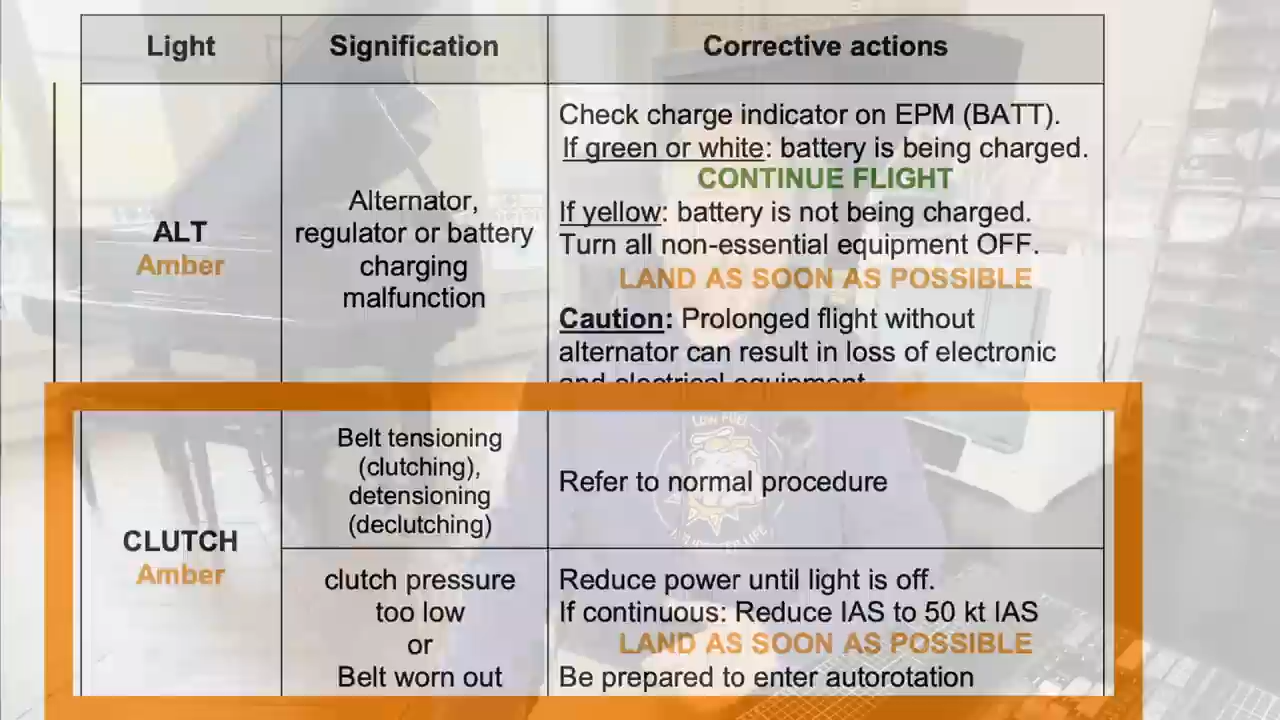 Light
Signification
Corrective actions
ALT
Amber
Alternator,
regulator or battery
charging
malfunction
Check charge indicator on EPM (BATT).
If green or white: battery is being charged.
CONTINUE FLIGHT
If yellow: battery is not being charged.
Turn all non-essential equipment OFF.
LAND AS SOON AS POSSIBLE
Caution: Prolonged flight without
alternator can result in loss of electronic
and electrical equipment
CLUTCH
Amber
Belt tensioning
(clutching),
detensioning
(declutching)
Refer to normal procedure
clutch pressure
too low
or
Belt worn out
Reduce power until light is off.
If continuous: Reduce IAS to 50 kt IAS
LAND AS SOON AS POSSIBLE
Be prepared to enter autorotation
LOW FUEL